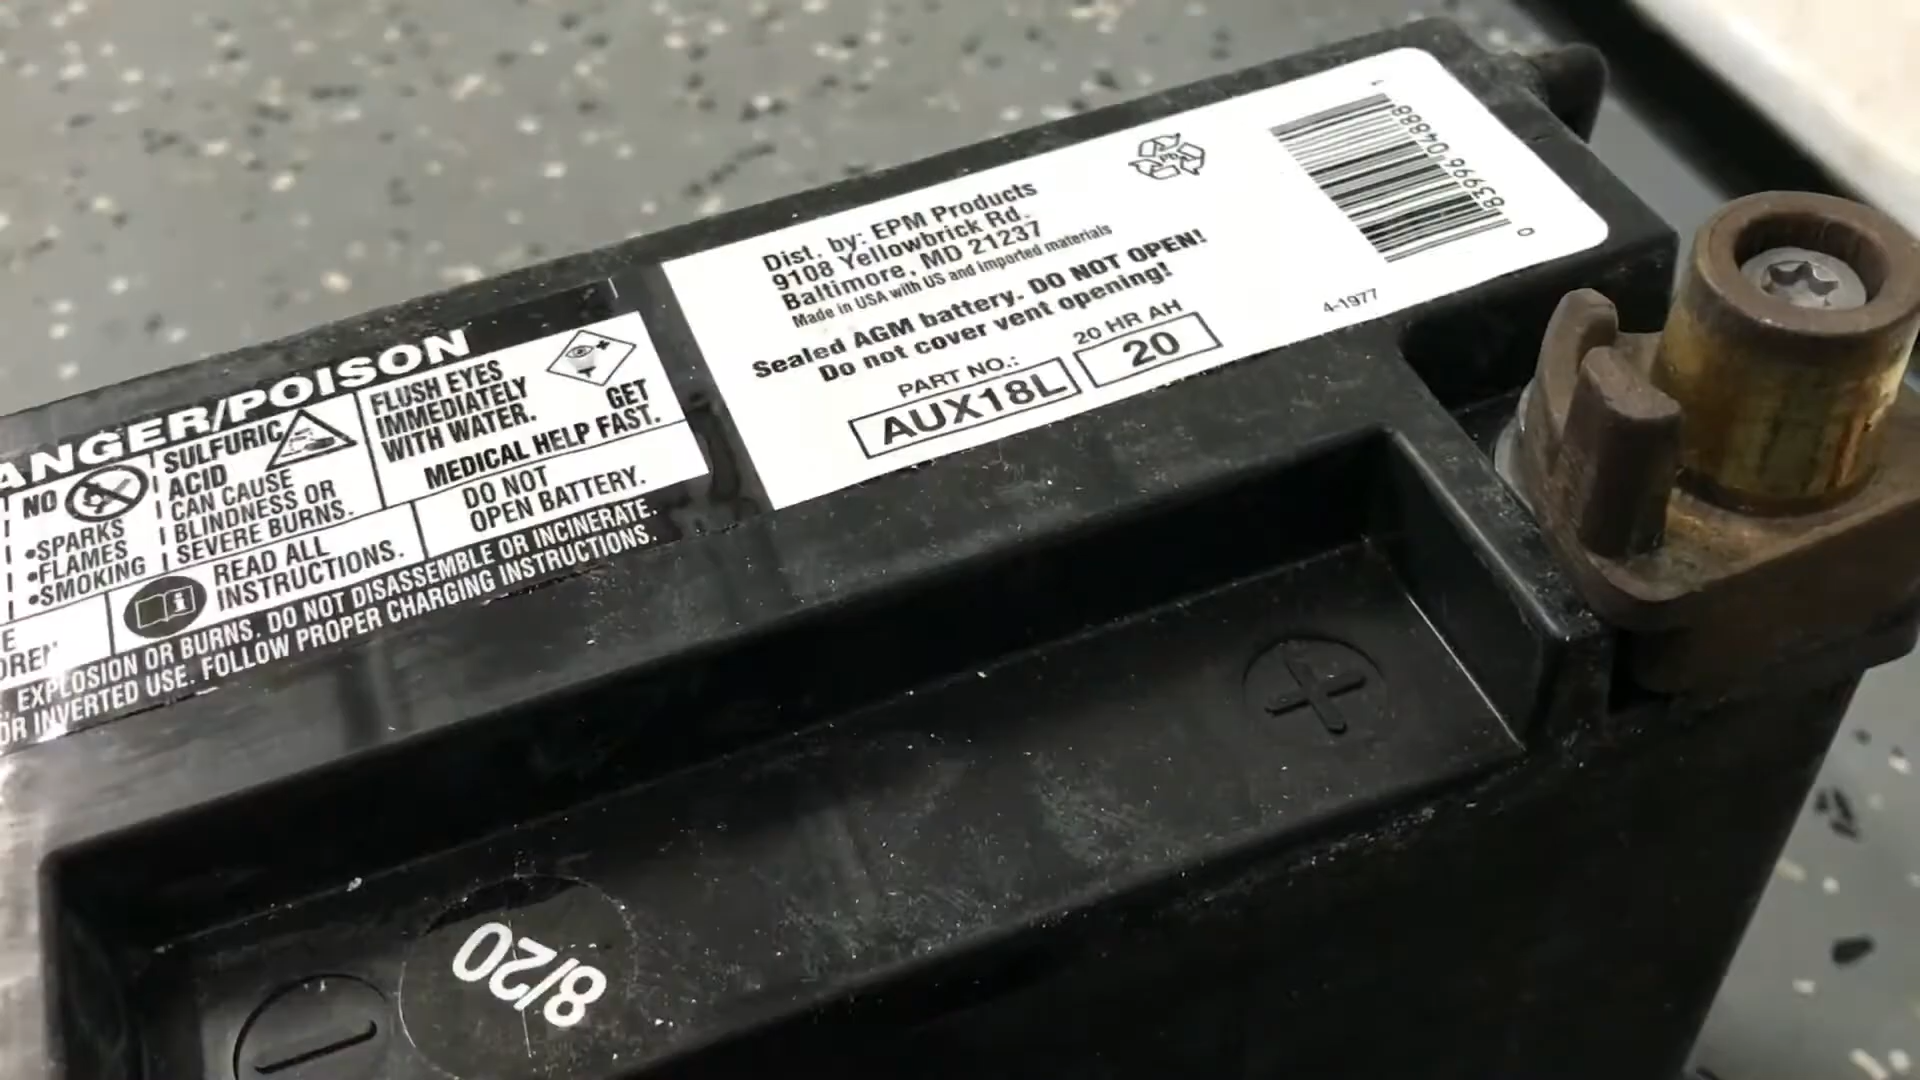 ANGER/POISON
NO
•SPARKS
•FLAMES
•SMOKING
SULFURIC
ACID
CAN CAUSE
BLINDNESS OR
SEVERE BURNS.
FLUSH EYES
IMMEDIATELY
WITH WATER.
GET
MEDICAL HELP FAST.
READ ALL
INSTRUCTIONS.
DO NOT
OPEN BATTERY.
EXPLOSION OR BURNS. DO NOT DISASSEMBLE OR INCINERATE.
OR INVERTED USE. FOLLOW PROPER CHARGING INSTRUCTIONS.
Dist. by: EPM Products
9108 Yellowbrick Rd.
Baltimore, MD 21237
Made in USA with US and imported materials
Sealed AGM battery. DO NOT OPEN!
Do not cover vent opening!
PART NO.:
AUX18L
20 HR AH
20
Pb
0 83996 04886 1
4-1977
8/20